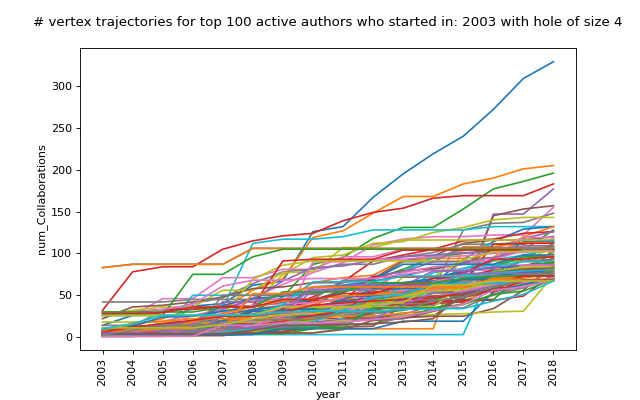 # vertex trajectories for top 100 active authors who started in: 2003 with hole of size 4
300
250
200
150
100
50
0
num_Collaborations
2003 2004 2005 2006 2007 2008 2009 2010 2011 2012 2013 2014 2015 2016 2017 2018
year